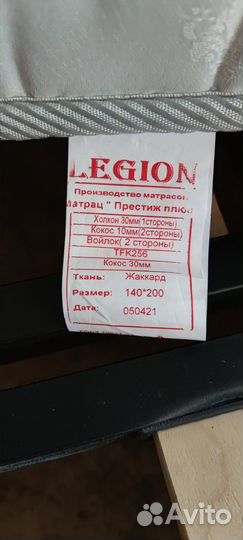 LEGION
Производство матрасов
матрац " Престиж плюс
Холкон 30мм(1стороны)
Кокос 10мм(2стороны)
Войлок( 2 стороны)
TFK256
Кокос 30мм
Ткань: Жаккард
Размер: 140*200
Дата: 050421
Avito